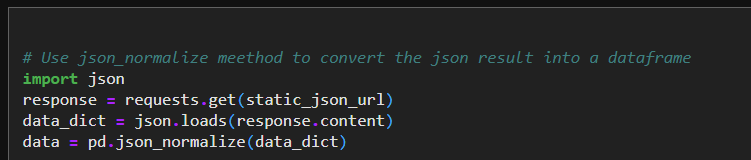 # Use json_normalize meethod to convert the json result into a dataframe
import json
response = requests.get(static_json_url)
data_dict = json.loads(response.content)
data = pd.json_normalize(data_dict)